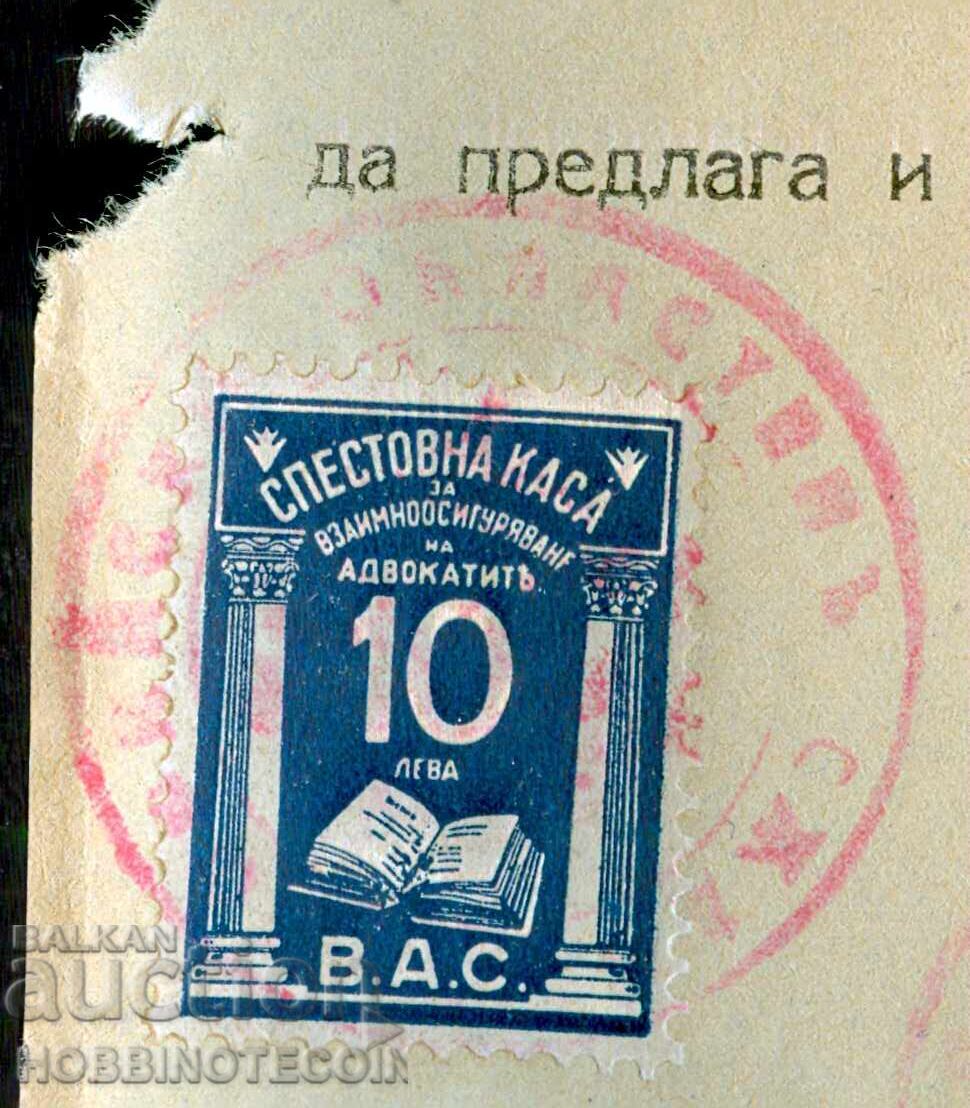 да предлага и
СПЕСТОВНА КАСА
ЗА
ВЗАИМНООСИГУРЯВАНЕ
НА
АДВОКАТИТѢ
10
ЛЕВА
В.А.С.
BALKAN
auction
HOBBINOTECOIN